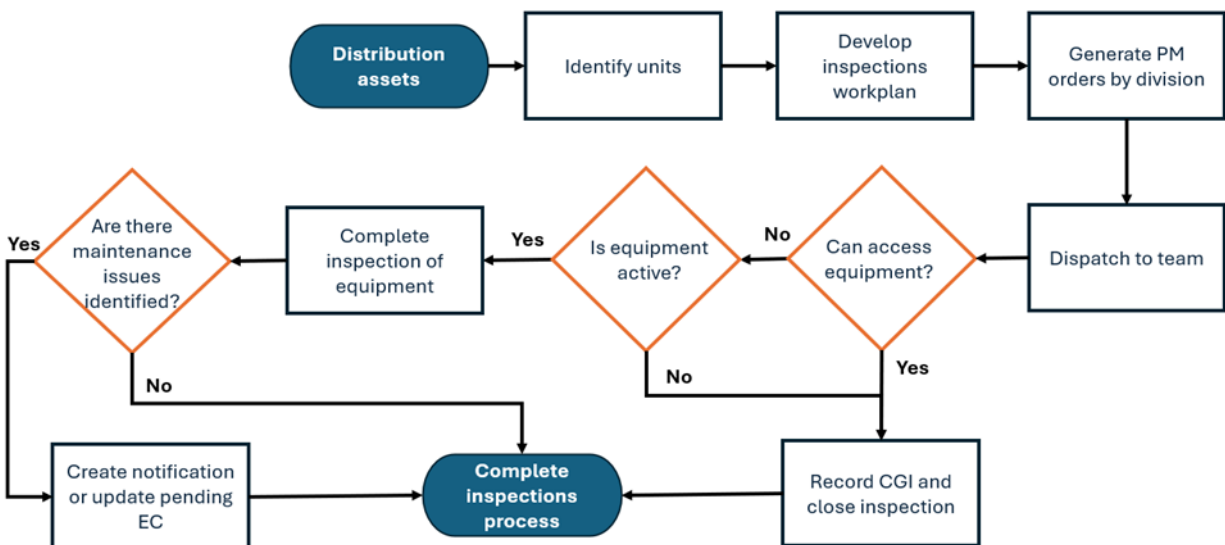 Distribution
assets
Identify units
Develop
inspections
workplan
Generate PM
orders by division
Dispatch to team
Can access
equipment?
No
Yes
Is equipment
active?
Yes
No
Complete
inspection of
equipment
Are there
maintenance
issues
identified?
Yes
No
Create notification
or update pending
EC
Complete
inspections
process
Record CGI and
close inspection